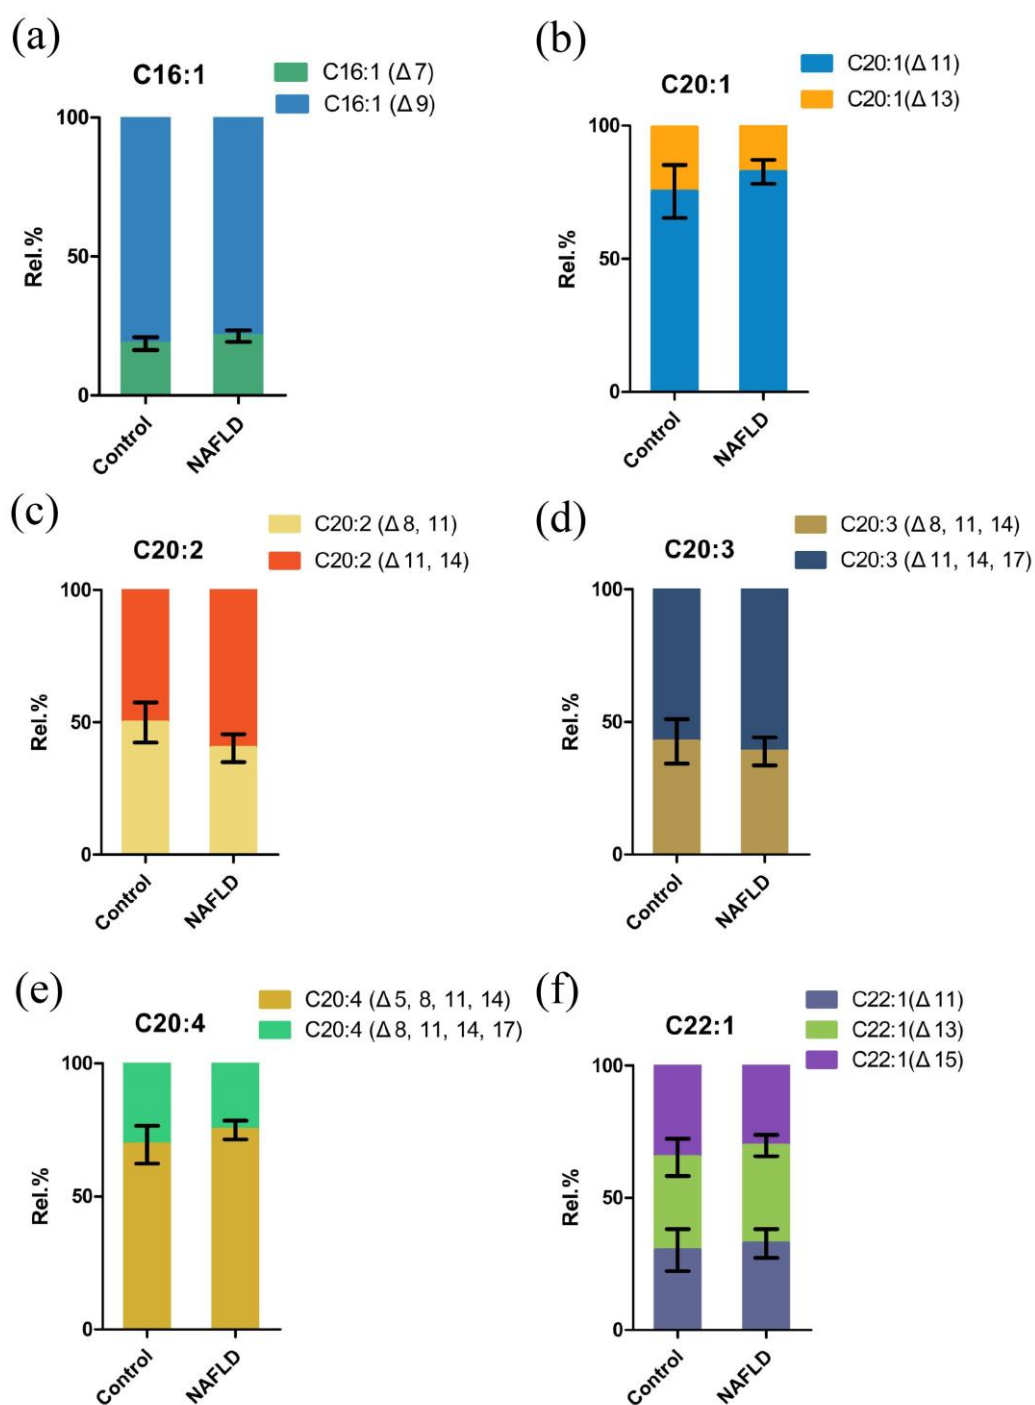 (a)
C16:1
C16:1 (Δ7)
C16:1 (Δ9)
100
50
0
Rel.%
Control
NAFLD
(b)
C20:1
C20:1(Δ11)
C20:1(Δ13)
100
50
0
Rel.%
Control
NAFLD
(c)
C20:2
C20:2 (Δ8, 11)
C20:2 (Δ11, 14)
100
50
0
Rel.%
Control
NAFLD
(d)
C20:3
C20:3 (Δ8, 11, 14)
C20:3 (Δ11, 14, 17)
100
50
0
Rel.%
Control
NAFLD
(e)
C20:4
C20:4 (Δ5, 8, 11, 14)
C20:4 (Δ8, 11, 14, 17)
100
50
0
Rel.%
Control
NAFLD
(f)
C22:1
C22:1(Δ11)
C22:1(Δ13)
C22:1(Δ15)
100
50
0
Rel.%
Control
NAFLD